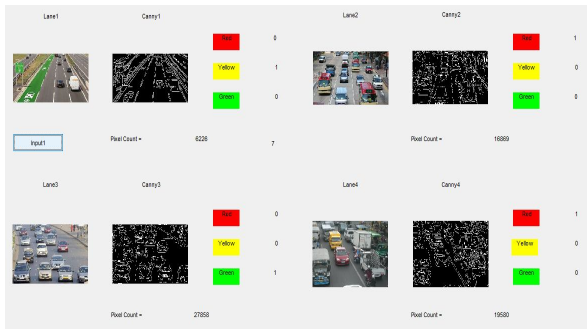 Lane1 Canny1 Lane2 Canny2
Red 0 Red 1
Yellow 1 Yellow 0
Green 0 Green 0
Input1 Pixel Count = 6226 7 Pixel Count = 16869
Lane3 Canny3 Lane4 Canny4
Red 0 Red 1
Yellow 0 Yellow 0
Green 1 Green 0
Pixel Count = 27858 Pixel Count = 19580